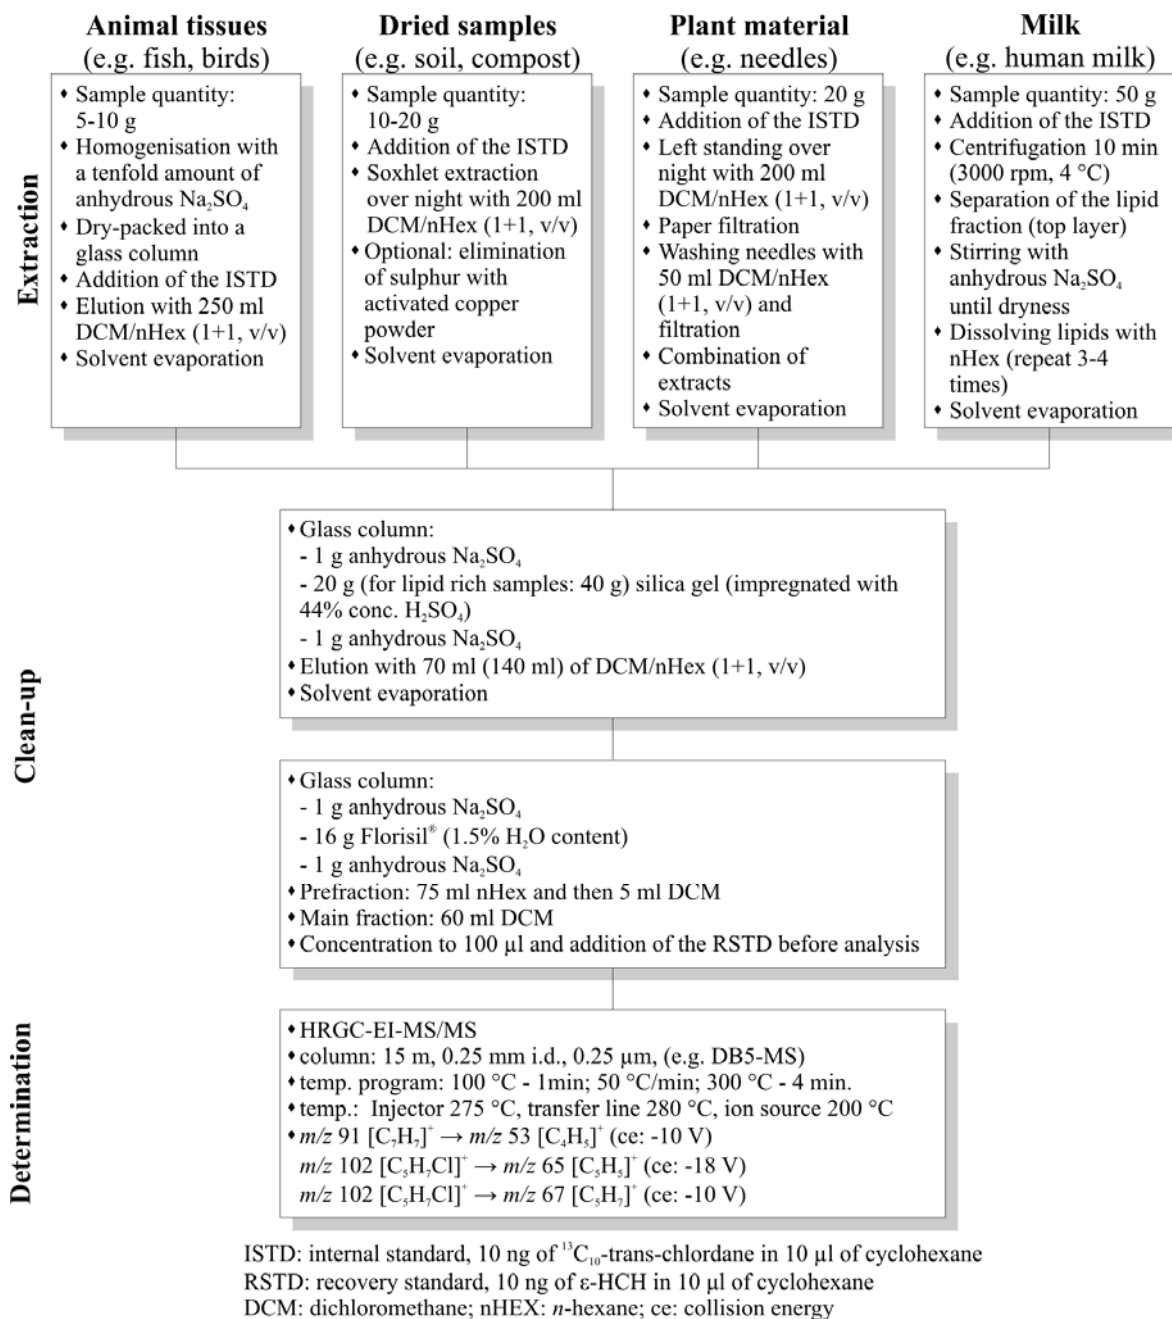 Animal tissues
(e.g. fish, birds)
♦ Sample quantity:
5-10 g
♦ Homogenisation with
a tenfold amount of
anhydrous Na₂SO₄
♦ Dry-packed into a
glass column
♦ Addition of the ISTD
♦ Elution with 250 ml
DCM/nHex (1+1, v/v)
♦ Solvent evaporation
Dried samples
(e.g. soil, compost)
♦ Sample quantity:
10-20 g
♦ Addition of the ISTD
♦ Soxhlet extraction
over night with 200 ml
DCM/nHex (1+1, v/v)
♦ Optional: elimination
of sulphur with
activated copper
powder
♦ Solvent evaporation
Plant material
(e.g. needles)
♦ Sample quantity: 20 g
♦ Addition of the ISTD
♦ Left standing over
night with 200 ml
DCM/nHex (1+1, v/v)
♦ Paper filtration
♦ Washing needles with
50 ml DCM/nHex
(1+1, v/v) and
filtration
♦ Combination of
extracts
♦ Solvent evaporation
Milk
(e.g. human milk)
♦ Sample quantity: 50 g
♦ Addition of the ISTD
♦ Centrifugation 10 min
(3000 rpm, 4 °C)
♦ Separation of the lipid
fraction (top layer)
♦ Stirring with
anhydrous Na₂SO₄
until dryness
♦ Dissolving lipids with
nHex (repeat 3-4
times)
♦ Solvent evaporation
Extraction
♦ Glass column:
- 1 g anhydrous Na₂SO₄
- 20 g (for lipid rich samples: 40 g) silica gel (impregnated with
44% conc. H₂SO₄)
- 1 g anhydrous Na₂SO₄
♦ Elution with 70 ml (140 ml) of DCM/nHex (1+1, v/v)
♦ Solvent evaporation
Clean-up
♦ Glass column:
- 1 g anhydrous Na₂SO₄
- 16 g Florisil® (1.5% H₂O content)
- 1 g anhydrous Na₂SO₄
♦ Prefraction: 75 ml nHex and then 5 ml DCM
♦ Main fraction: 60 ml DCM
♦ Concentration to 100 µl and addition of the RSTD before analysis
Determination
♦ HRGC-EI-MS/MS
♦ column: 15 m, 0.25 mm i.d., 0.25 µm, (e.g. DB5-MS)
♦ temp. program: 100 °C - 1min; 50 °C/min; 300 °C - 4 min.
♦ temp.: Injector 275 °C, transfer line 280 °C, ion source 200 °C
♦ m/z 91 [C₇H₇]⁺ → m/z 53 [C₄H₅]⁺ (ce: -10 V)
m/z 102 [C₅H₇Cl]⁺ → m/z 65 [C₅H₅]⁺ (ce: -18 V)
m/z 102 [C₅H₇Cl]⁺ → m/z 67 [C₅H₇]⁺ (ce: -10 V)
ISTD: internal standard, 10 ng of ¹³C₁₀-trans-chlordane in 10 µl of cyclohexane
RSTD: recovery standard, 10 ng of ε-HCH in 10 µl of cyclohexane
DCM: dichloromethane; nHEX: n-hexane; ce: collision energy